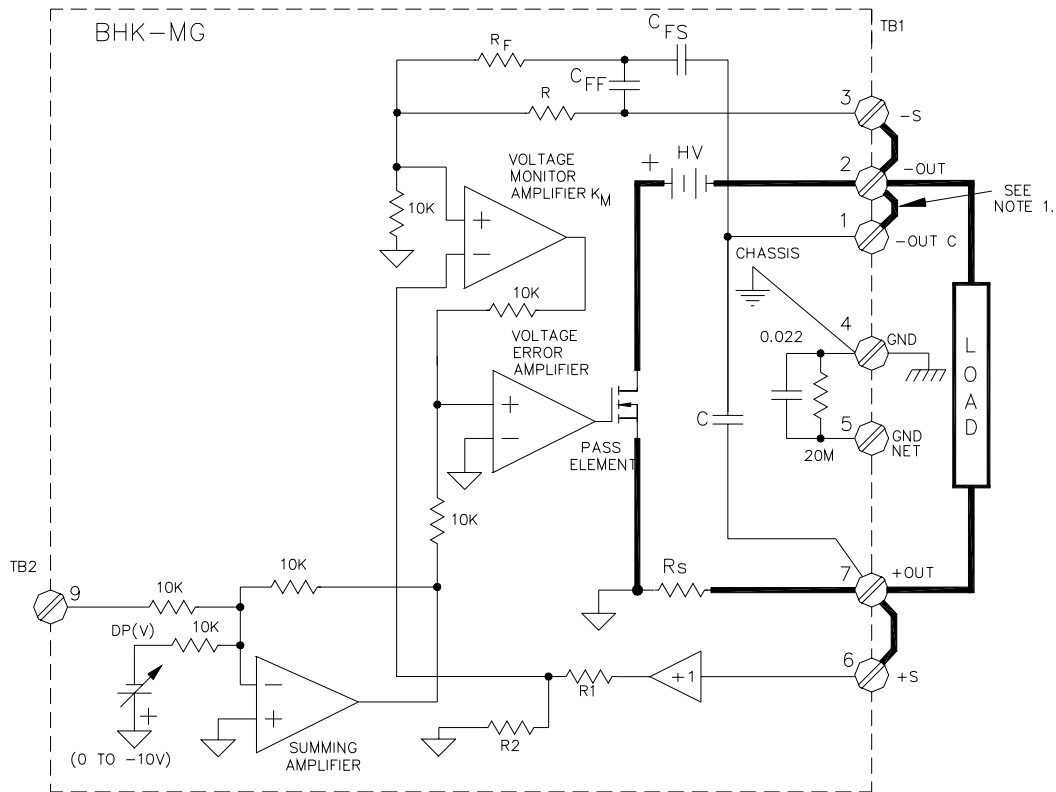 BHK-MG
TB1
C FS
R F
C FF
R
3
-S
VOLTAGE
MONITOR
AMPLIFIER K M
+
HV
2
-OUT
SEE
NOTE 1.
10K
+
-
1
-OUT C
CHASSIS
10K
VOLTAGE
ERROR
AMPLIFIER
0.022
4
GND
LOAD
+
-
C
PASS
ELEMENT
5
GND
NET
20M
10K
TB2
9
10K
10K
Rs
7
+OUT
DP(V)
10K
+
(0 TO -10V)
-
+
SUMMING
AMPLIFIER
R1
+1
6
+S
R2